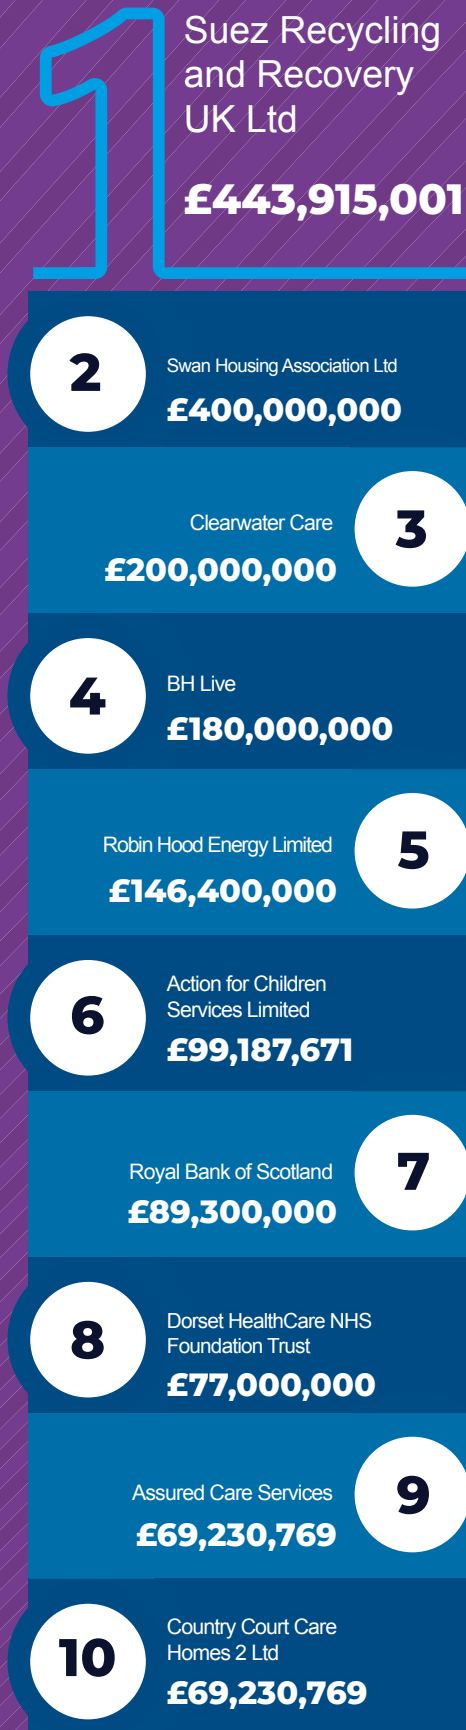 1
Suez Recycling
and Recovery
UK Ltd
£443,915,001
2
Swan Housing Association Ltd
£400,000,000
Clearwater Care
£200,000,000
3
4
BH Live
£180,000,000
Robin Hood Energy Limited
£146,400,000
5
6
Action for Children
Services Limited
£99,187,671
Royal Bank of Scotland
£89,300,000
7
8
Dorset HealthCare NHS
Foundation Trust
£77,000,000
Assured Care Services
£69,230,769
9
10
Country Court Care
Homes 2 Ltd
£69,230,769